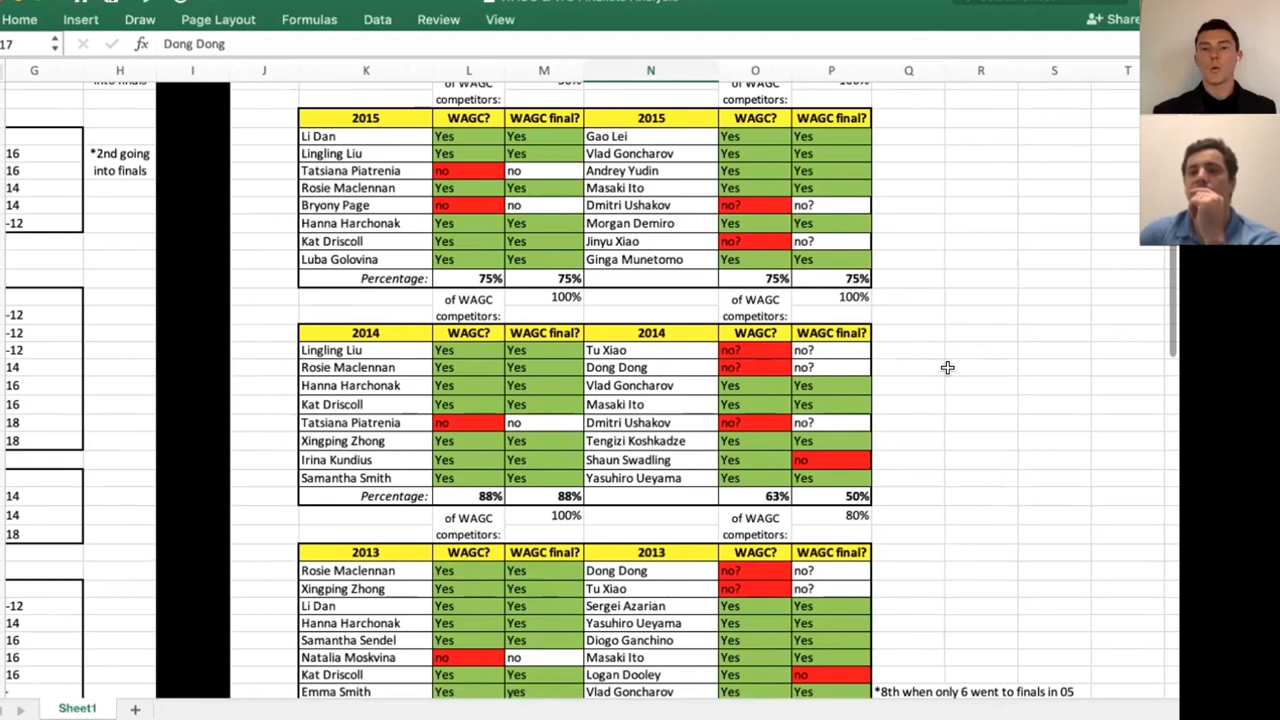 Home Insert Draw Page Layout Formulas Data Review View Share
17 fx Dong Dong
G H I J K L M N O P Q R S T
into finals of WAGC of WAGC 100%
competitors: competitors:
2015 WAGC? WAGC final? 2015 WAGC? WAGC final?
Li Dan Yes Yes Gao Lei Yes Yes
16 *2nd going Lingling Liu Yes Yes Vlad Goncharov Yes Yes
16 into finals Tatsiana Piatrenia no no Andrey Yudin Yes Yes
14 Rosie Maclennan Yes Yes Masaki Ito Yes Yes
14 Bryony Page no no Dmitri Ushakov no? no?
-12 Hanna Harchonak Yes Yes Morgan Demiro Yes Yes
Kat Driscoll Yes Yes Jinyu Xiao no? no?
Luba Golovina Yes Yes Ginga Munetomo Yes Yes
Percentage: 75% 75% 75% 75%
of WAGC 100% of WAGC 100%
-12 competitors: competitors:
-12 2014 WAGC? WAGC final? 2014 WAGC? WAGC final?
-12 Lingling Liu Yes Yes Tu Xiao no? no?
14 Rosie Maclennan Yes Yes Dong Dong no? no?
16 Hanna Harchonak Yes Yes Vlad Goncharov Yes Yes
16 Kat Driscoll Yes Yes Masaki Ito Yes Yes
18 Tatsiana Piatrenia no no Dmitri Ushakov no? no?
18 Xingping Zhong Yes Yes Tengizi Koshkadze Yes Yes
Irina Kundius Yes Yes Shaun Swadling Yes no
Samantha Smith Yes Yes Yasuhiro Ueyama Yes Yes
14 Percentage: 88% 88% 63% 50%
14 of WAGC 100% of WAGC 80%
18 competitors: competitors:
2013 WAGC? WAGC final? 2013 WAGC? WAGC final?
Rosie Maclennan Yes Yes Dong Dong no? no?
Xingping Zhong Yes Yes Tu Xiao no? no?
-12 Li Dan Yes Yes Sergei Azarian Yes Yes
14 Hanna Harchonak Yes Yes Yasuhiro Ueyama Yes Yes
16 Samantha Sendel Yes Yes Diogo Ganchino Yes Yes
16 Natalia Moskvina no no Masaki Ito Yes Yes
16 Kat Driscoll Yes Yes Logan Dooley Yes no
- Emma Smith Yes yes Vlad Goncharov Yes Yes *8th when only 6 went to finals in 05
Sheet1 +